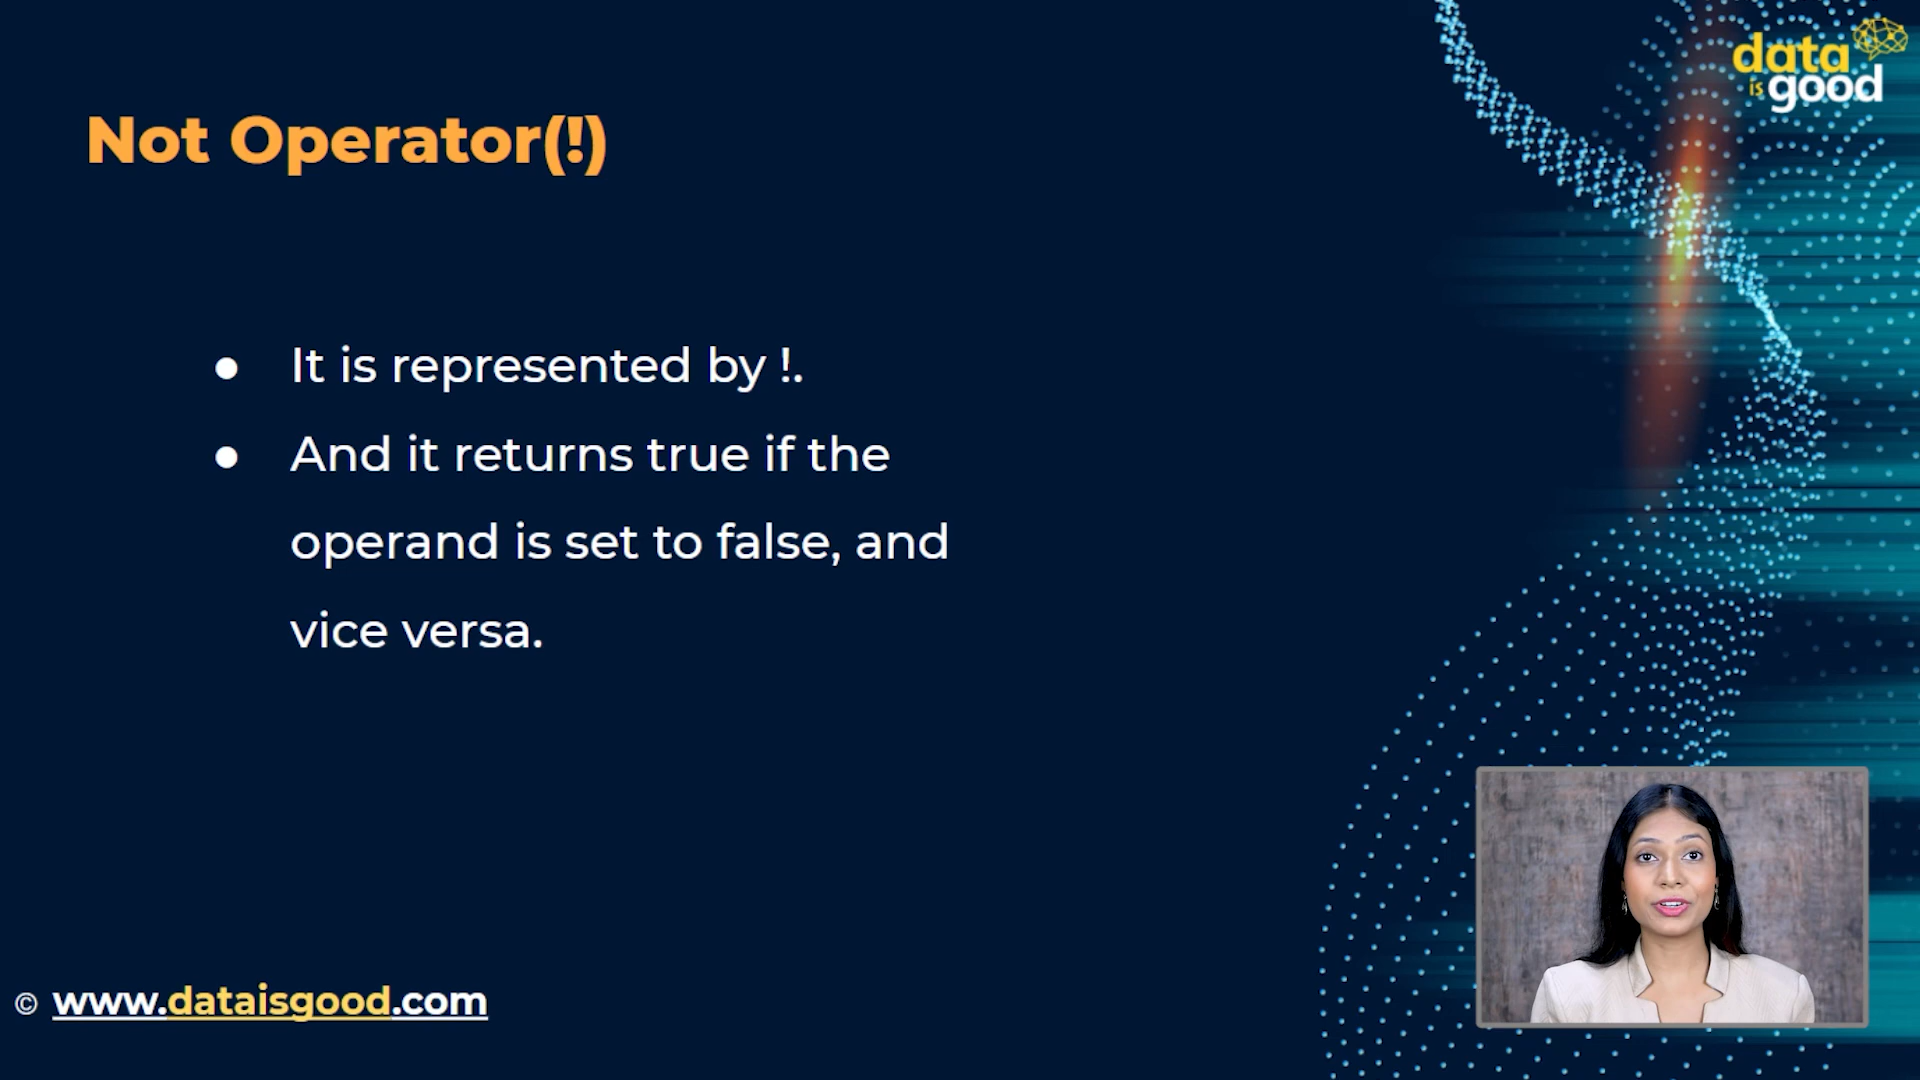 data
is good
Not Operator(!)
● It is represented by !.
● And it returns true if the
operand is set to false, and
vice versa.
© www.dataisgood.com